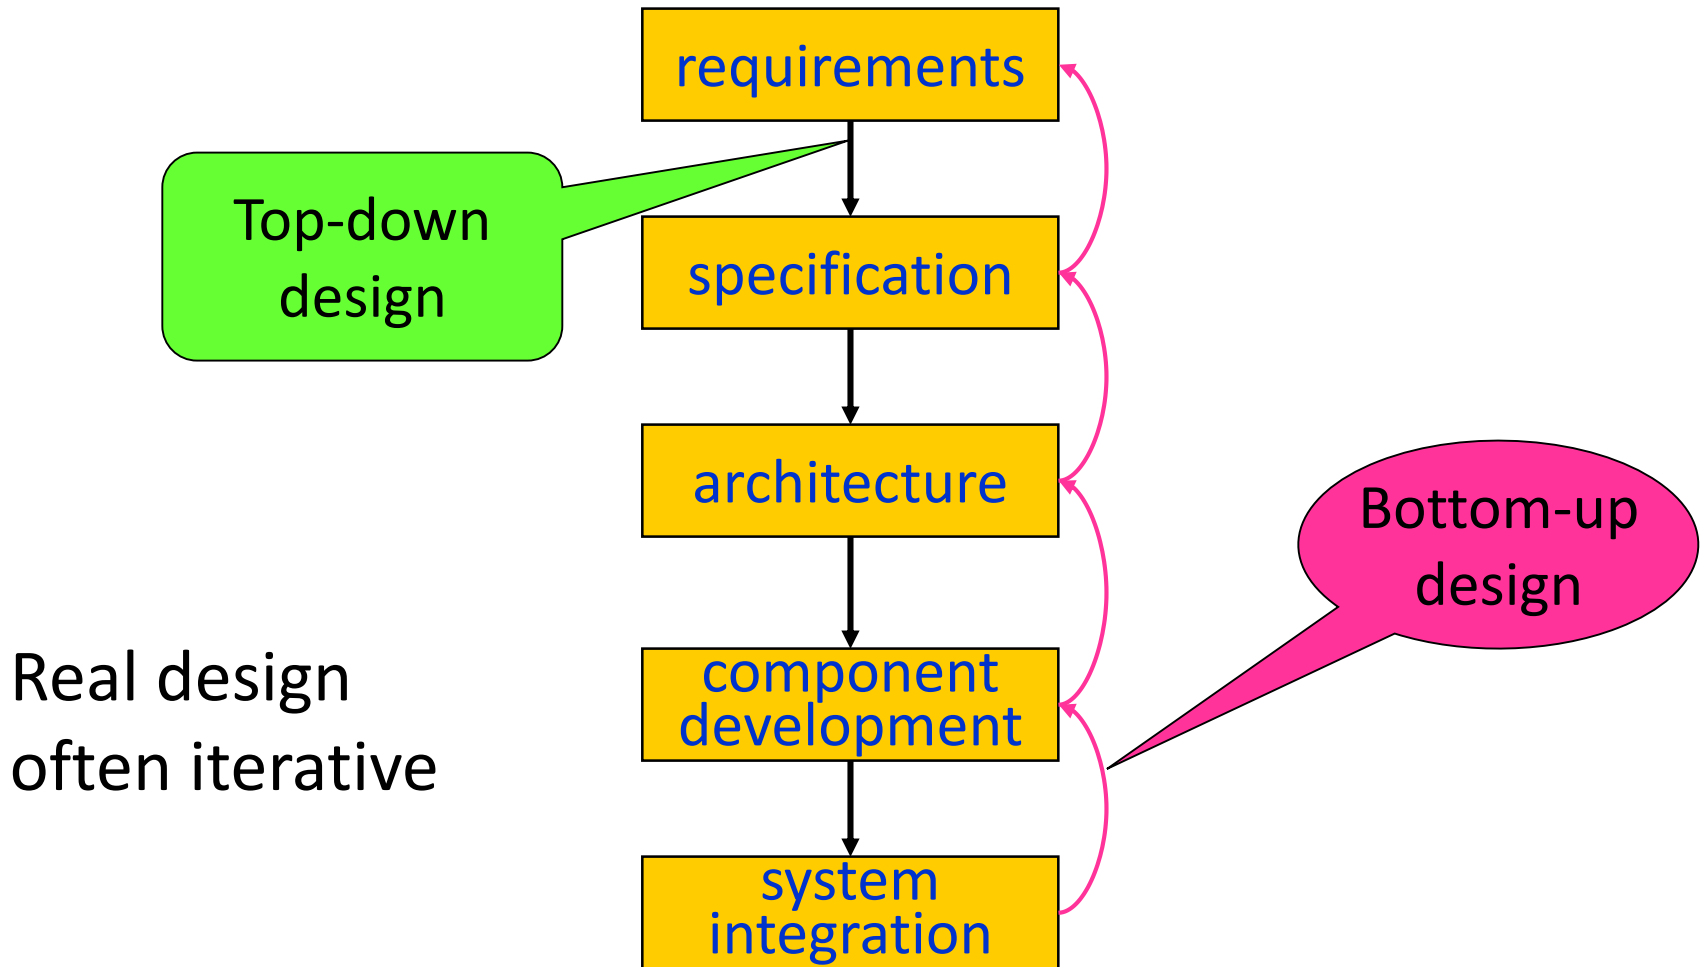 requirements
Top-down
design
specification
architecture
Bottom-up
design
Real design
often iterative
component
development
system
integration